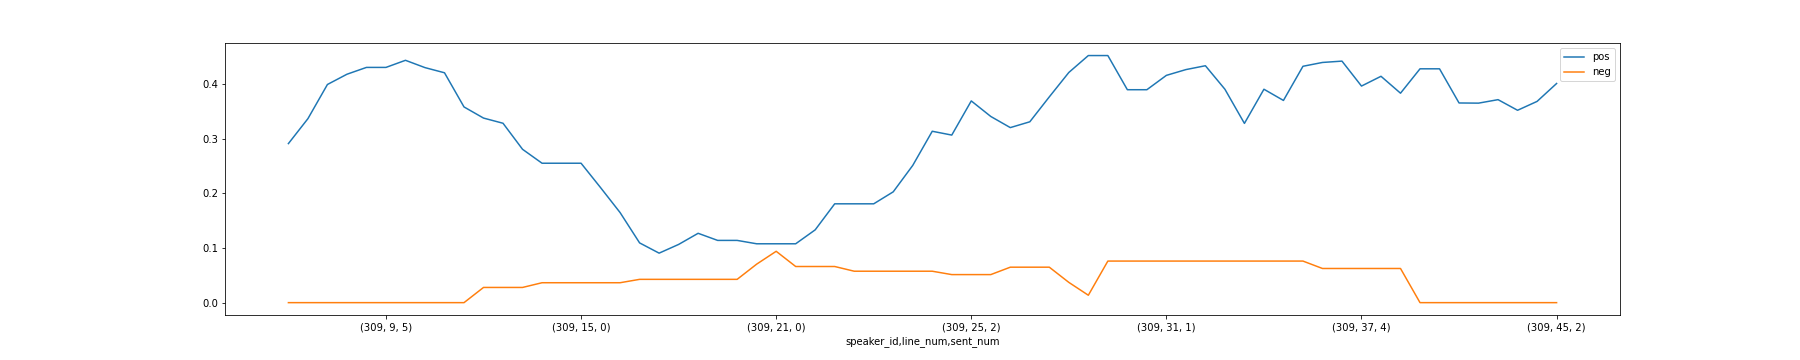 pos
neg
0.4
0.3
0.2
0.1
0.0
(309, 9, 5) (309, 15, 0) (309, 21, 0) (309, 25, 2) (309, 31, 1) (309, 37, 4) (309, 45, 2)
speaker_id,line_num,sent_num